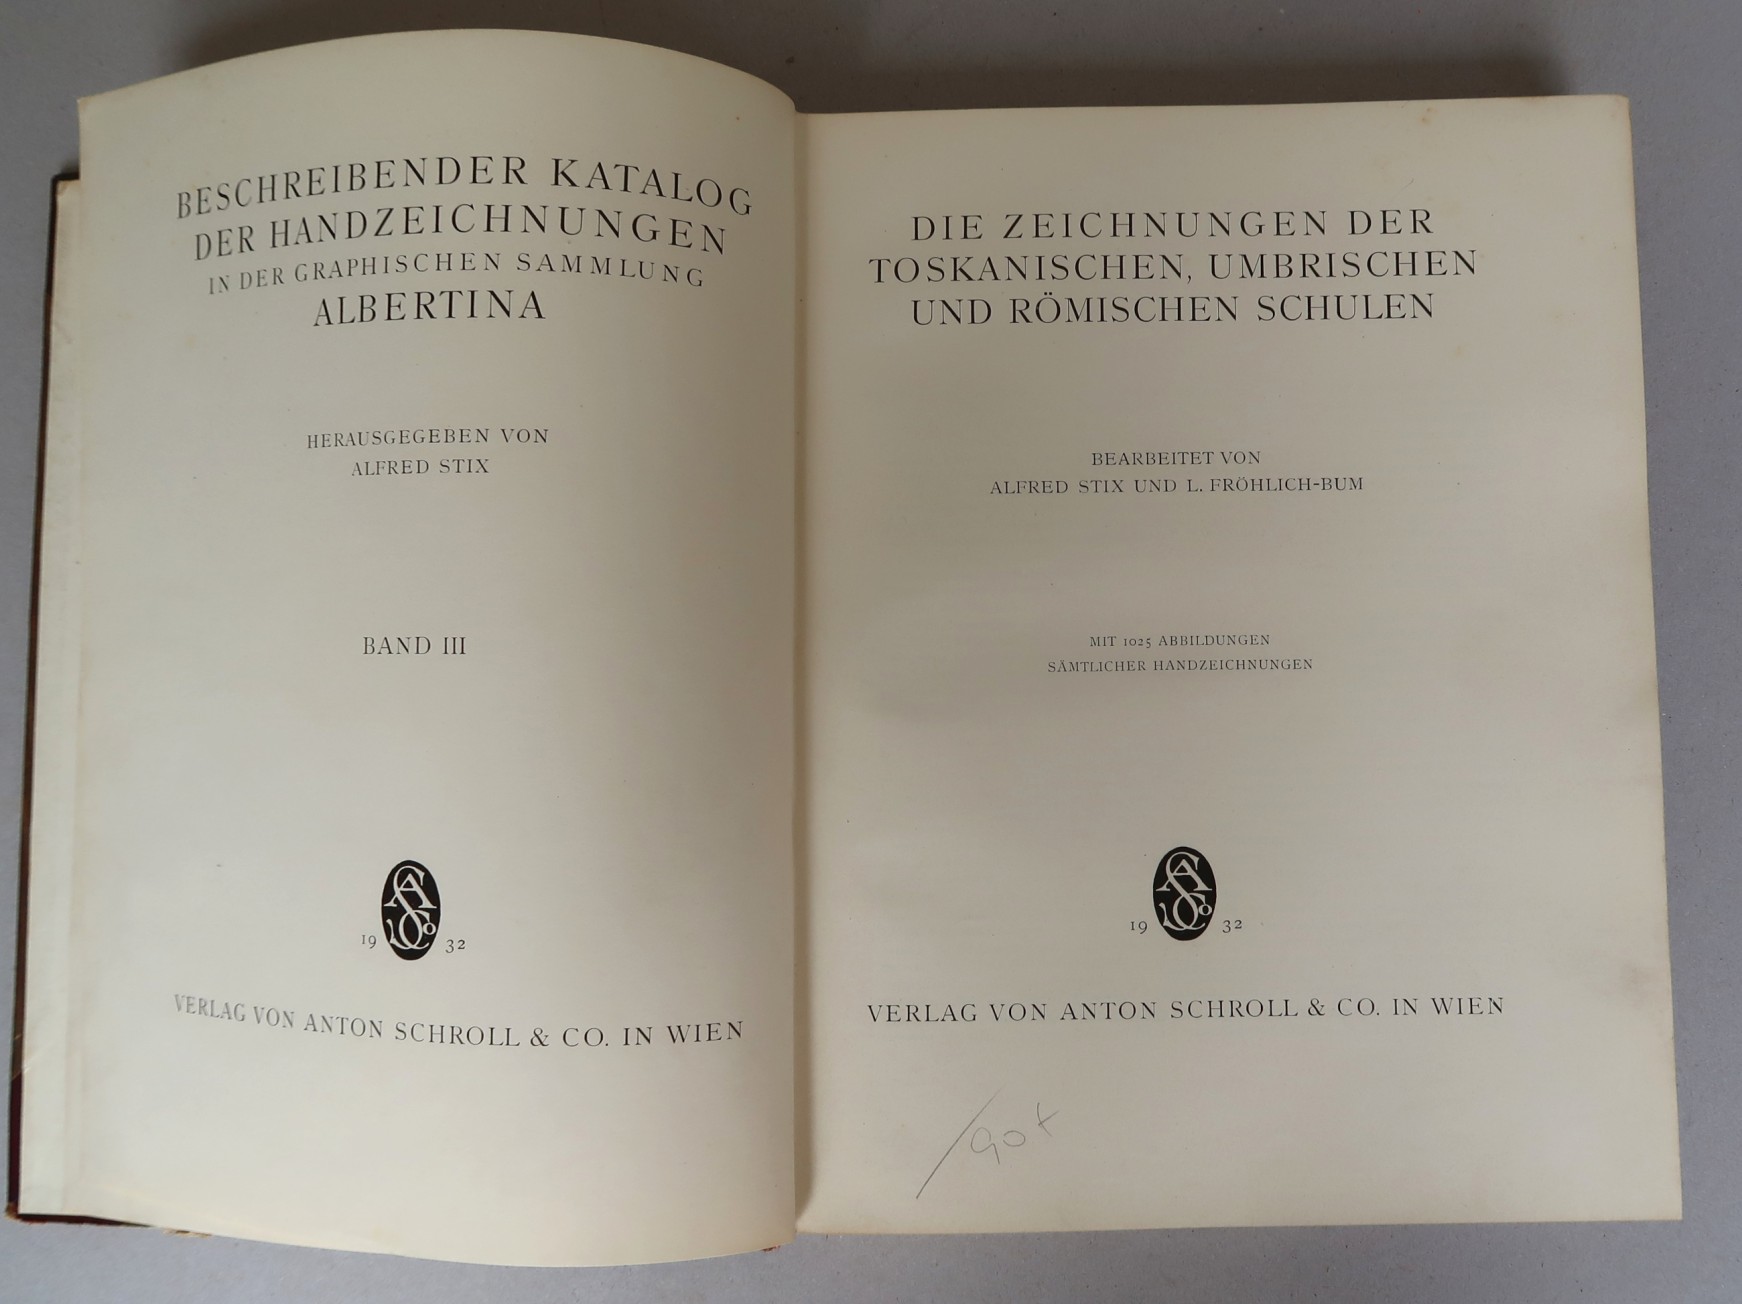 BESCHREIBENDER KATALOG
DER HANDZEICHNUNGEN
IN DER GRAPHISCHEN SAMMLUNG
ALBERTINA
HERAUSGEGEBEN VON
ALFRED STIX
BAND III
19 32
VERLAG VON ANTON SCHROLL & CO. IN WIEN
DIE ZEICHNUNGEN DER
TOSKANISCHEN, UMBRISCHEN
UND RÖMISCHEN SCHULEN
BEARBEITET VON
ALFRED STIX UND L. FRÖHLICH-BUM
MIT 1025 ABBILDUNGEN
SÄMTLICHER HANDZEICHNUNGEN
19 32
VERLAG VON ANTON SCHROLL & CO. IN WIEN